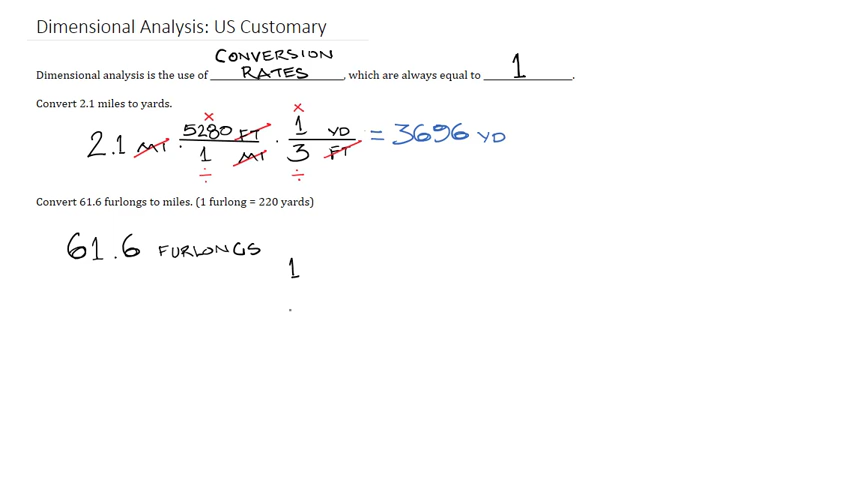 Dimensional Analysis: US Customary
CONVERSION
Dimensional analysis is the use of RATES, which are always equal to 1.
Convert 2.1 miles to yards.
2.1 MI · 5280 FT / 1 MI · 1 YD / 3 FT = 3696 YD
× ×
÷ ÷
Convert 61.6 furlongs to miles. (1 furlong = 220 yards)
61.6 FURLONGS
1